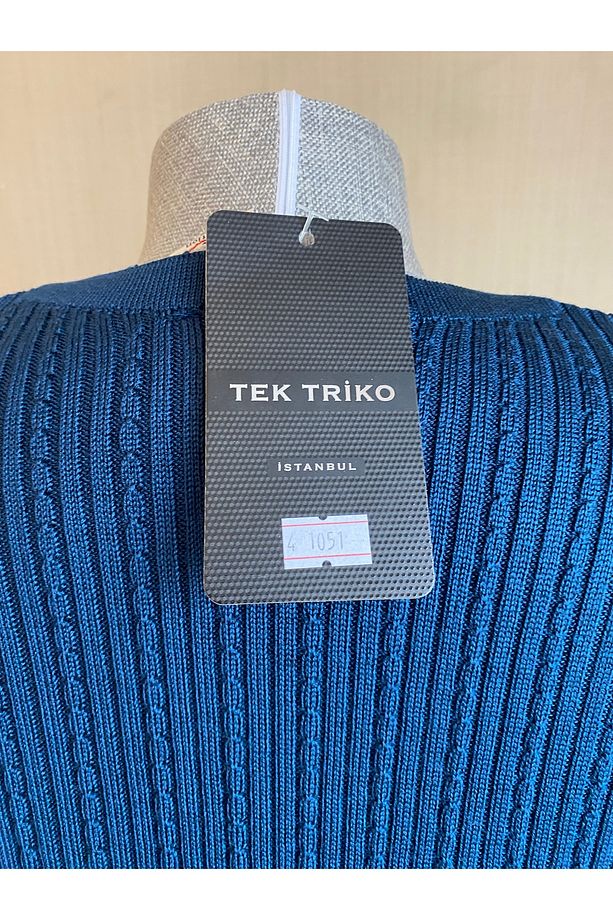 TEK TRİKO
İSTANBUL
4 1051 -